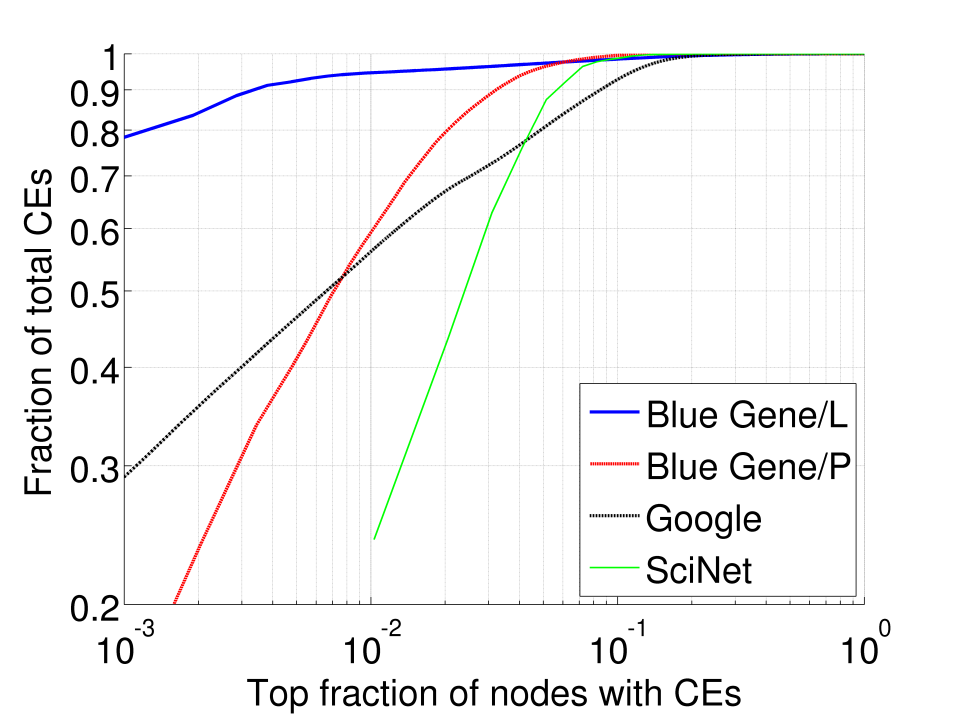 Fraction of total CEs
1
0.9
0.8
0.7
0.6
0.5
0.4
0.3
0.2
Blue Gene/L
Blue Gene/P
Google
SciNet
10^-3 10^-2 10^-1 10^0
Top fraction of nodes with CEs